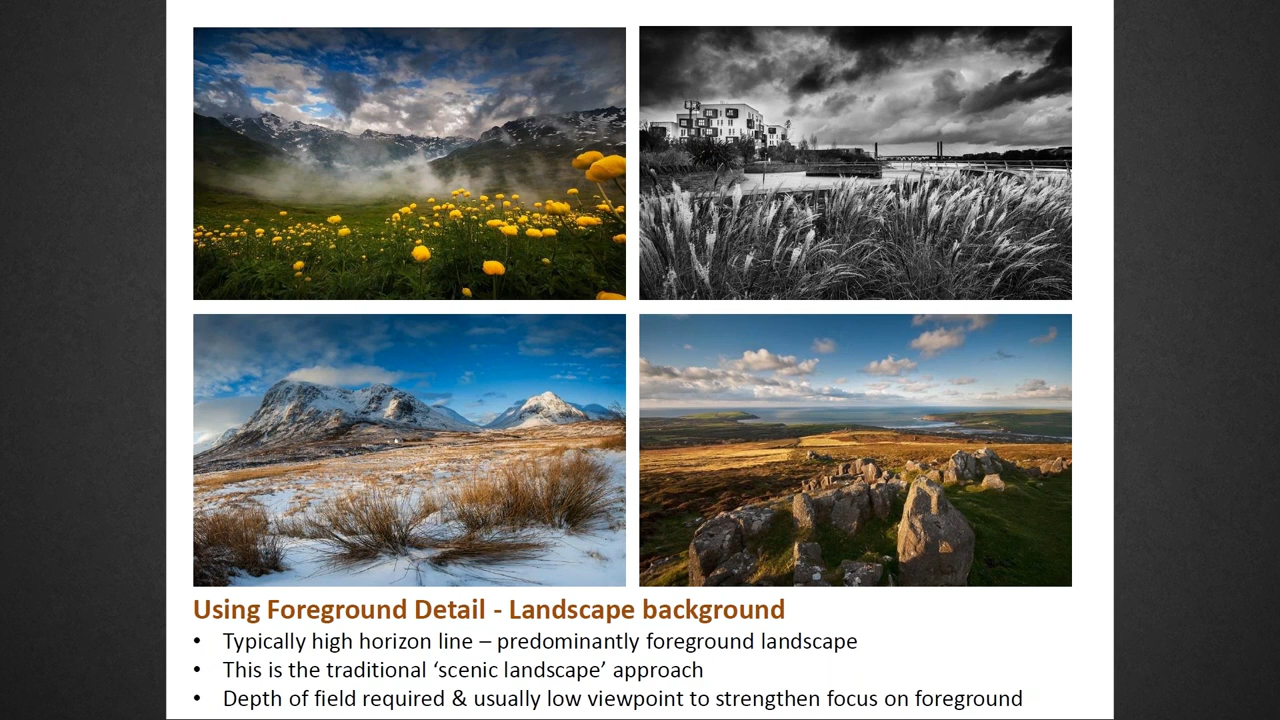 Using Foreground Detail - Landscape background
• Typically high horizon line – predominantly foreground landscape
• This is the traditional ‘scenic landscape’ approach
• Depth of field required & usually low viewpoint to strengthen focus on foreground